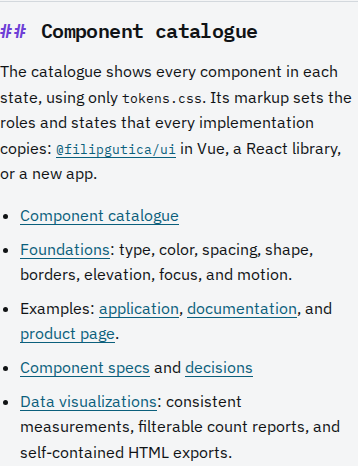 ## Component catalogue
The catalogue shows every component in each
state, using only tokens.css. Its markup sets the
roles and states that every implementation
copies: @filipgutica/ui in Vue, a React library,
or a new app.
• Component catalogue
• Foundations: type, color, spacing, shape,
borders, elevation, focus, and motion.
• Examples: application, documentation, and
product page.
• Component specs and decisions
• Data visualizations: consistent
measurements, filterable count reports, and
self-contained HTML exports.